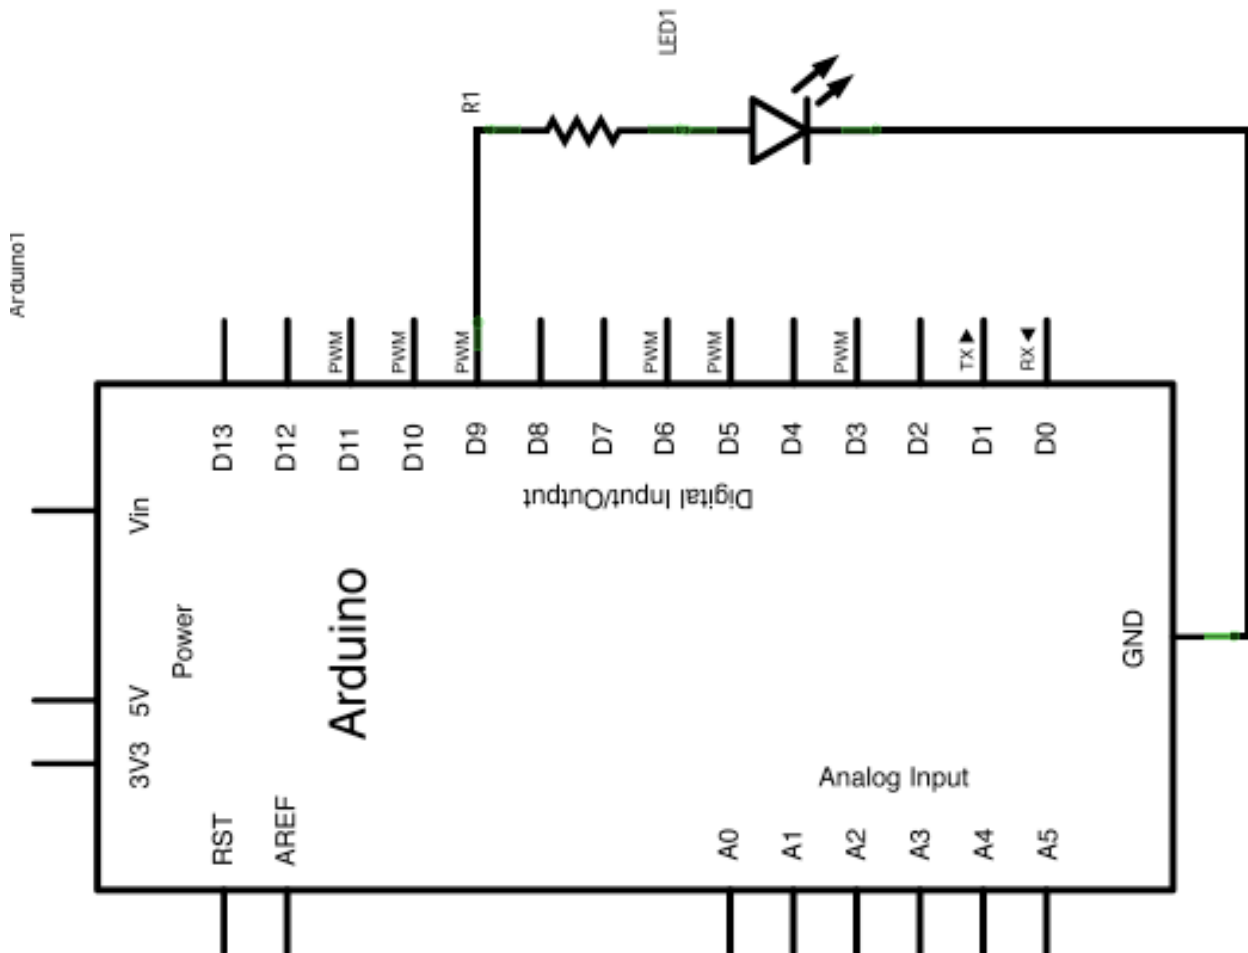 LED1
R1
Arduino1
PWM
PWM
PWM
PWM
PWM
PWM
TX
RX
D13
D12
D11
D10
D9
D8
D7
D6
D5
D4
D3
D2
D1
D0
Digital Input/Output
Vin
Power
Arduino
5V
3V3
GND
Analog Input
RST
AREF
A0
A1
A2
A3
A4
A5